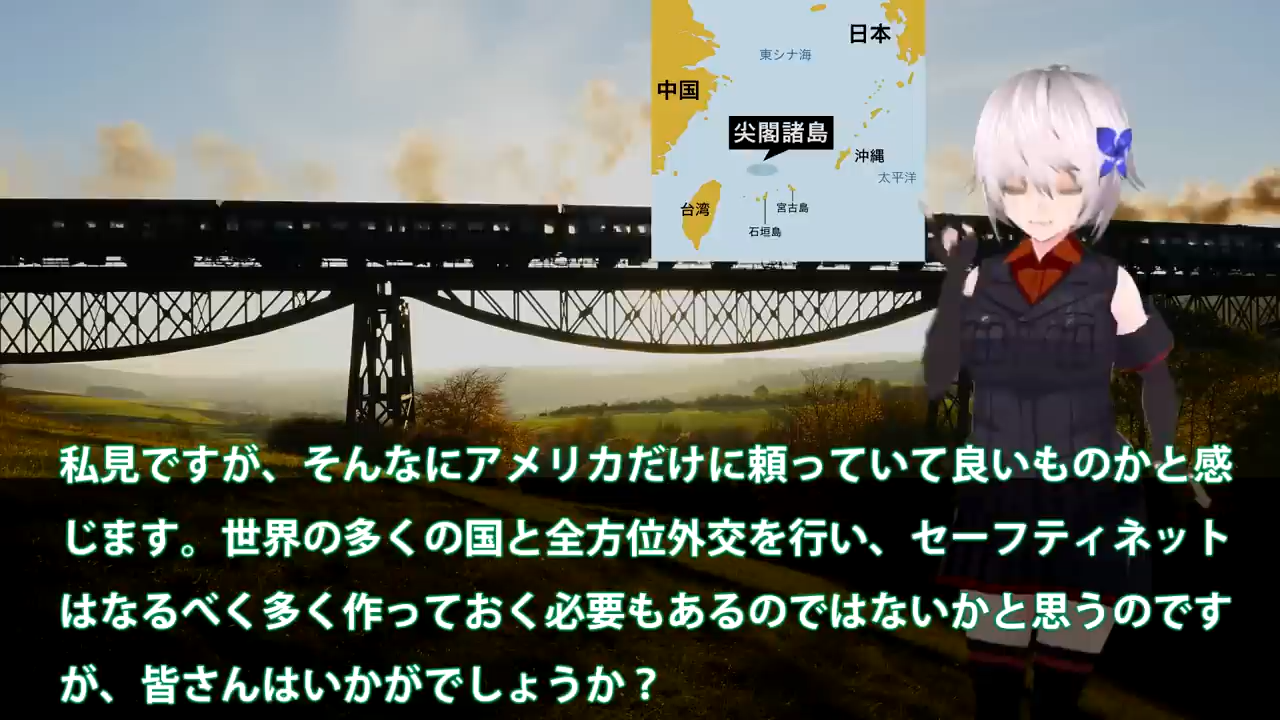 日本
東シナ海
中国
尖閣諸島
沖縄
太平洋
台湾
宮古島
石垣島
私見ですが、そんなにアメリカだけに頼っていて良いものかと感
じます。世界の多くの国と全方位外交を行い、セーフティネット
はなるべく多く作っておく必要もあるのではないかと思うのです
が、皆さんはいかがでしょうか？